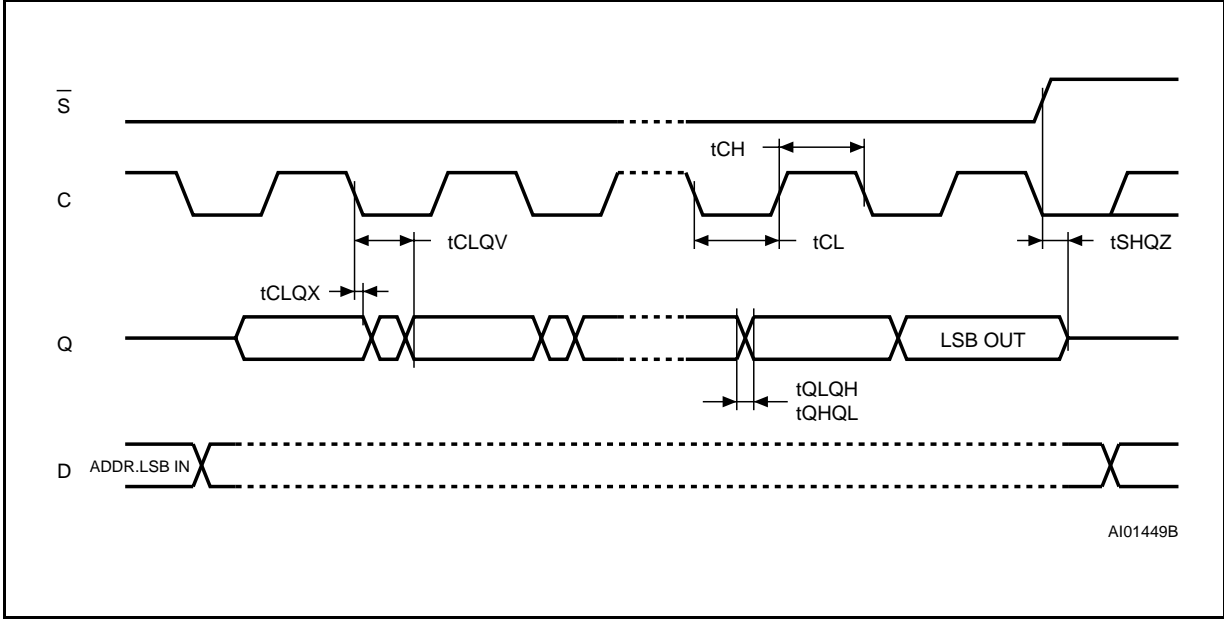 S̅
tCH
C
tCLQV
tCL
tSHQZ
tCLQX
Q
LSB OUT
tQLQH
tQHQL
D
ADDR.LSB IN
AI01449B